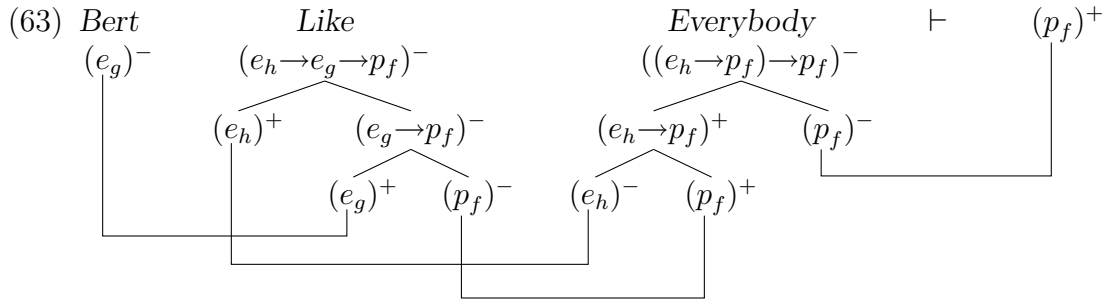 (63) Bert Like Everybody ⊢ (p_f)⁺
(e_g)⁻ (e_h→e_g→p_f)⁻ ((e_h→p_f)→p_f)⁻
(e_h)⁺ (e_g→p_f)⁻ (e_h→p_f)⁺ (p_f)⁻
(e_g)⁺ (p_f)⁻ (e_h)⁻ (p_f)⁺